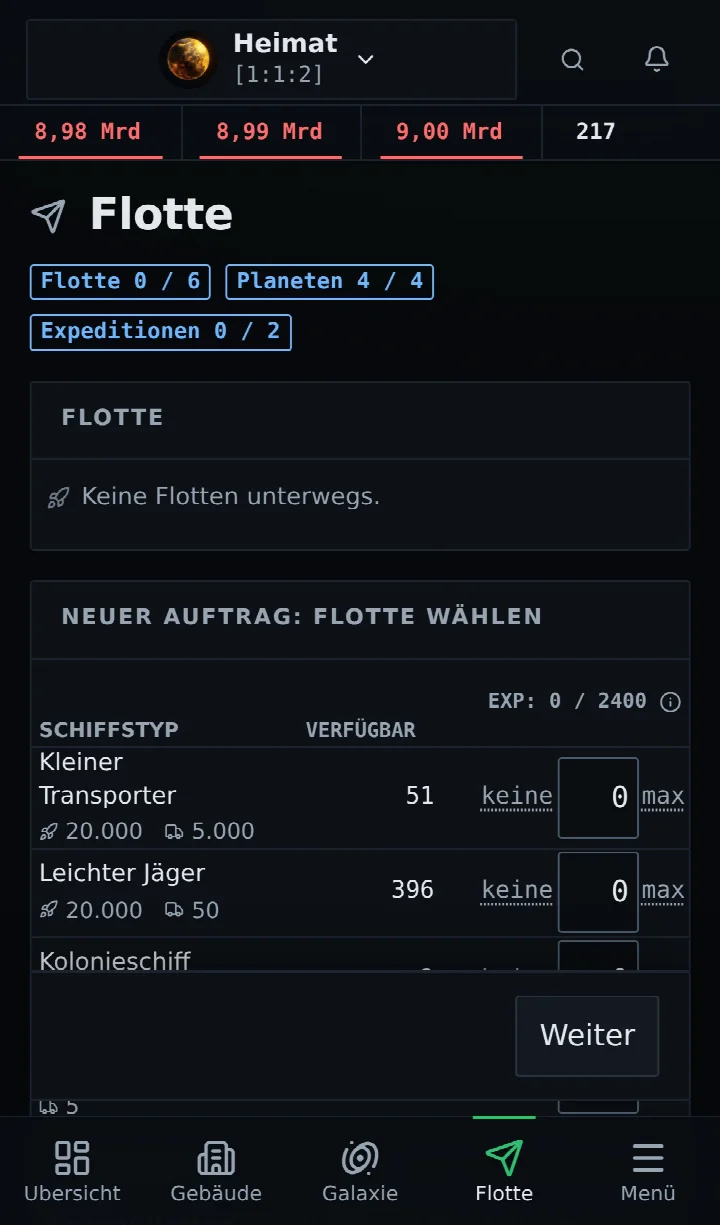 Heimat
[1:1:2]
8,98 Mrd 8,99 Mrd 9,00 Mrd 217
Flotte
Flotte 0 / 6 Planeten 4 / 4
Expeditionen 0 / 2
FLOTTE
Keine Flotten unterwegs.
NEUER AUFTRAG: FLOTTE WÄHLEN
EXP: 0 / 2400
SCHIFFSTYP VERFÜGBAR
Kleiner
Transporter 51 keine 0 max
20.000 5.000
Leichter Jäger 396 keine 0 max
20.000 50
Kolonieschiff
Weiter
5
Übersicht Gebäude Galaxie Flotte Menü